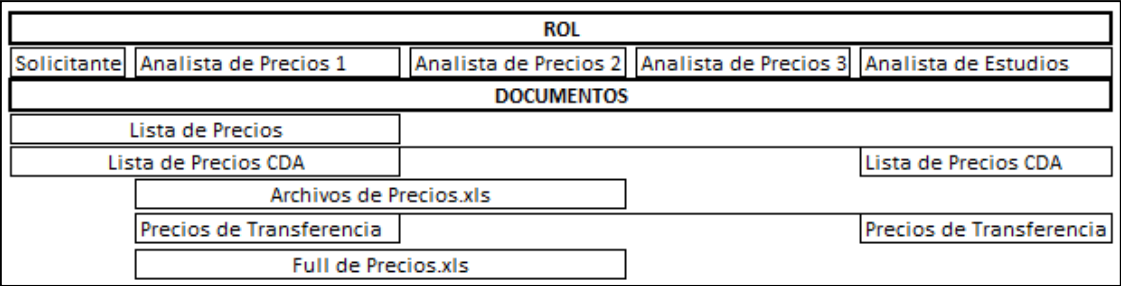 ROL
Solicitante Analista de Precios 1 Analista de Precios 2 Analista de Precios 3 Analista de Estudios
DOCUMENTOS
Lista de Precios
Lista de Precios CDA Lista de Precios CDA
Archivos de Precios.xls
Precios de Transferencia Precios de Transferencia
Full de Precios.xls